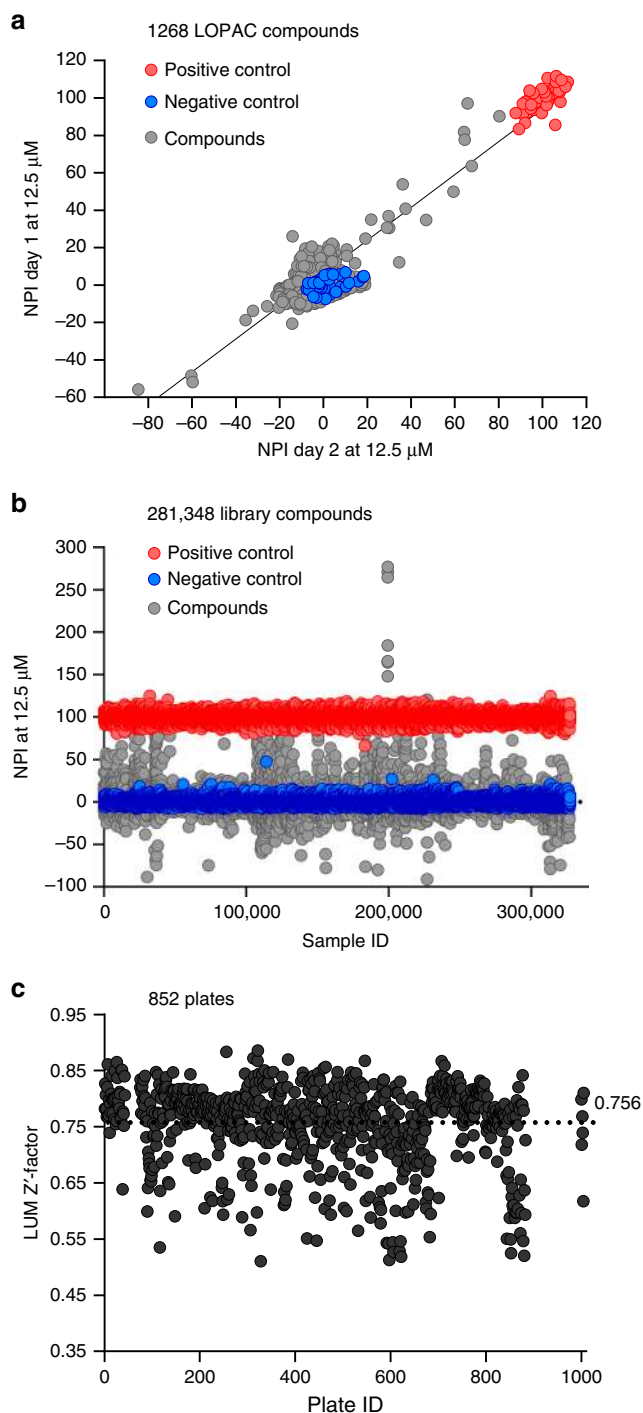 a
1268 LOPAC compounds
Positive control
Negative control
Compounds
120
100
80
60
40
20
0
−20
−40
−60
NPI day 1 at 12.5 μM
−80 −60 −40 −20 0 20 40 60 80 100 120
NPI day 2 at 12.5 μM
b
281,348 library compounds
Positive control
Negative control
Compounds
300
250
200
150
100
50
0
−50
−100
NPI at 12.5 μM
0 100,000 200,000 300,000
Sample ID
c
852 plates
0.95
0.85
0.75
0.65
0.55
0.45
0.35
LUM Z′-factor
0.756
0 200 400 600 800 1000
Plate ID